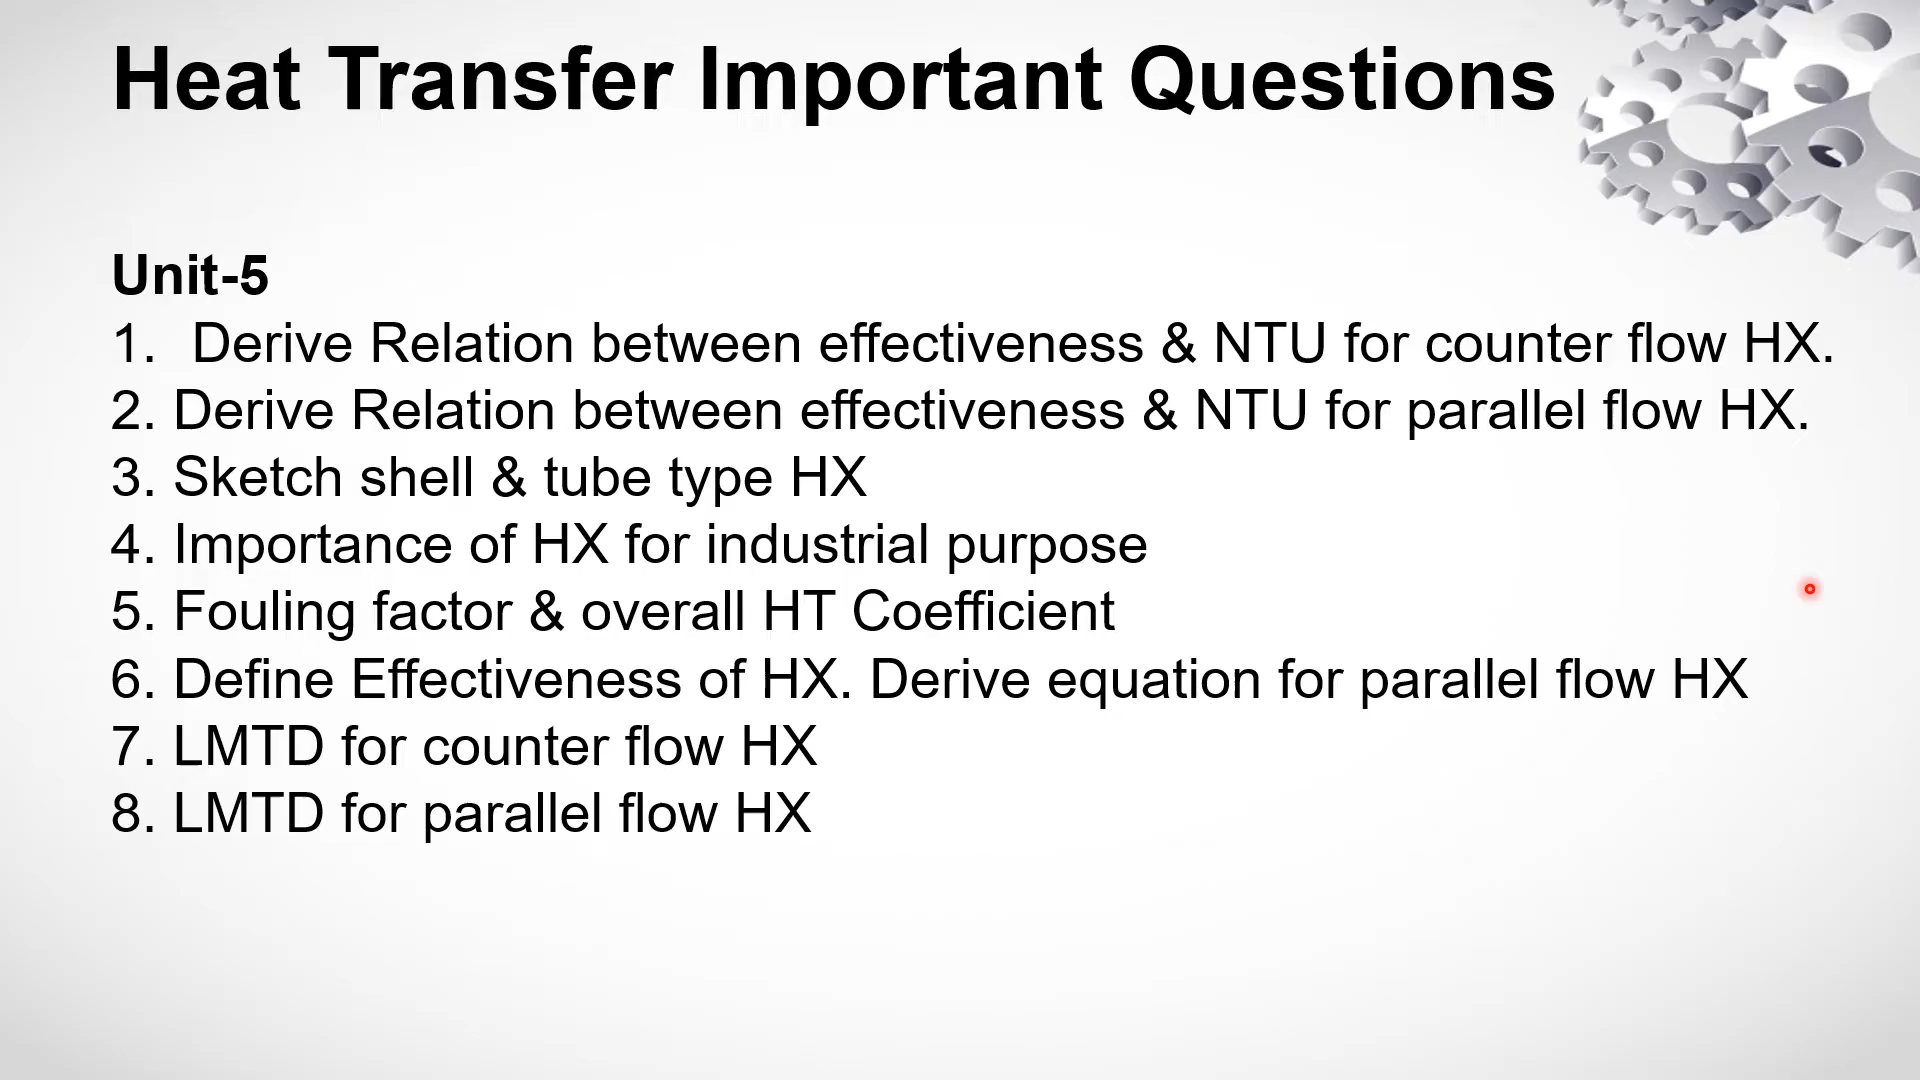 Heat Transfer Important Questions
Unit-5
1. Derive Relation between effectiveness & NTU for counter flow HX.
2. Derive Relation between effectiveness & NTU for parallel flow HX.
3. Sketch shell & tube type HX
4. Importance of HX for industrial purpose
5. Fouling factor & overall HT Coefficient
6. Define Effectiveness of HX. Derive equation for parallel flow HX
7. LMTD for counter flow HX
8. LMTD for parallel flow HX